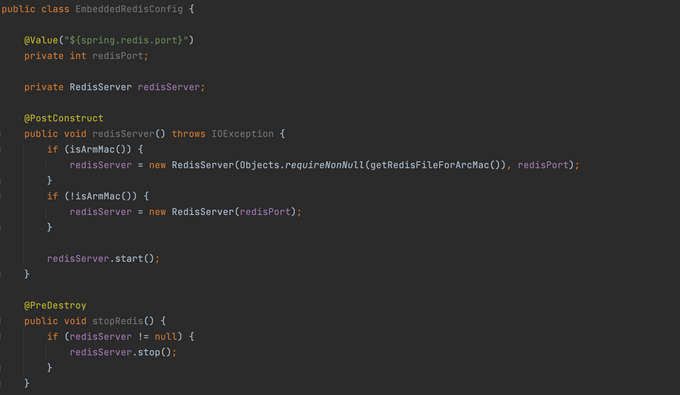 public class EmbeddedRedisConfig {
@Value("${spring.redis.port}")
private int redisPort;
private RedisServer redisServer;
@PostConstruct
public void redisServer() throws IOException {
if (isArmMac()) {
redisServer = new RedisServer(Objects.requireNonNull(getRedisFileForArcMac()), redisPort);
}
if (!isArmMac()) {
redisServer = new RedisServer(redisPort);
}
redisServer.start();
}
@PreDestroy
public void stopRedis() {
if (redisServer != null) {
redisServer.stop();
}
}